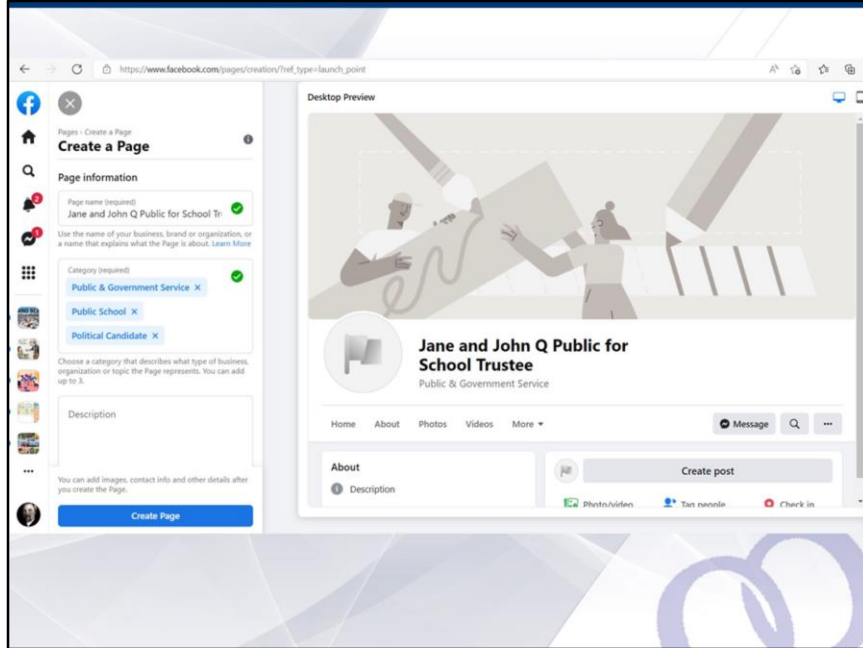 https://www.facebook.com/pages/creation/?ref_type=launch_point
Pages › Create a Page
Create a Page
Page information
Page name (required)
Jane and John Q Public for School Tr
Use the name of your business, brand or organization, or
a name that explains what the Page is about. Learn More
Category (required)
Public & Government Service ×
Public School ×
Political Candidate ×
Choose a category that describes what type of business,
organization or topic the Page represents. You can add
up to 3.
Description
You can add images, contact info and other details after
you create the Page.
Create Page
2
1
Desktop Preview
Jane and John Q Public for
School Trustee
Public & Government Service
Home About Photos Videos More
Message
About
Description
Create post
Photo/video Tag people Check in